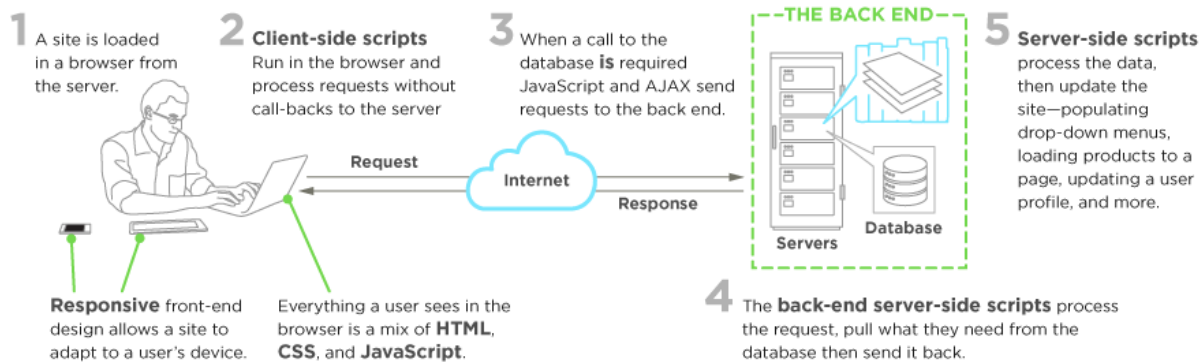 1 A site is loaded
in a browser from
the server.
2 Client-side scripts
Run in the browser and
process requests without
call-backs to the server
3 When a call to the
database is required
JavaScript and AJAX send
requests to the back end.
THE BACK END
5 Server-side scripts
process the data,
then update the
site—populating
drop-down menus,
loading products to a
page, updating a user
profile, and more.
Request
Internet
Response
Servers
Database
Responsive front-end
design allows a site to
adapt to a user's device.
Everything a user sees in the
browser is a mix of HTML,
CSS, and JavaScript.
4 The back-end server-side scripts process
the request, pull what they need from the
database then send it back.